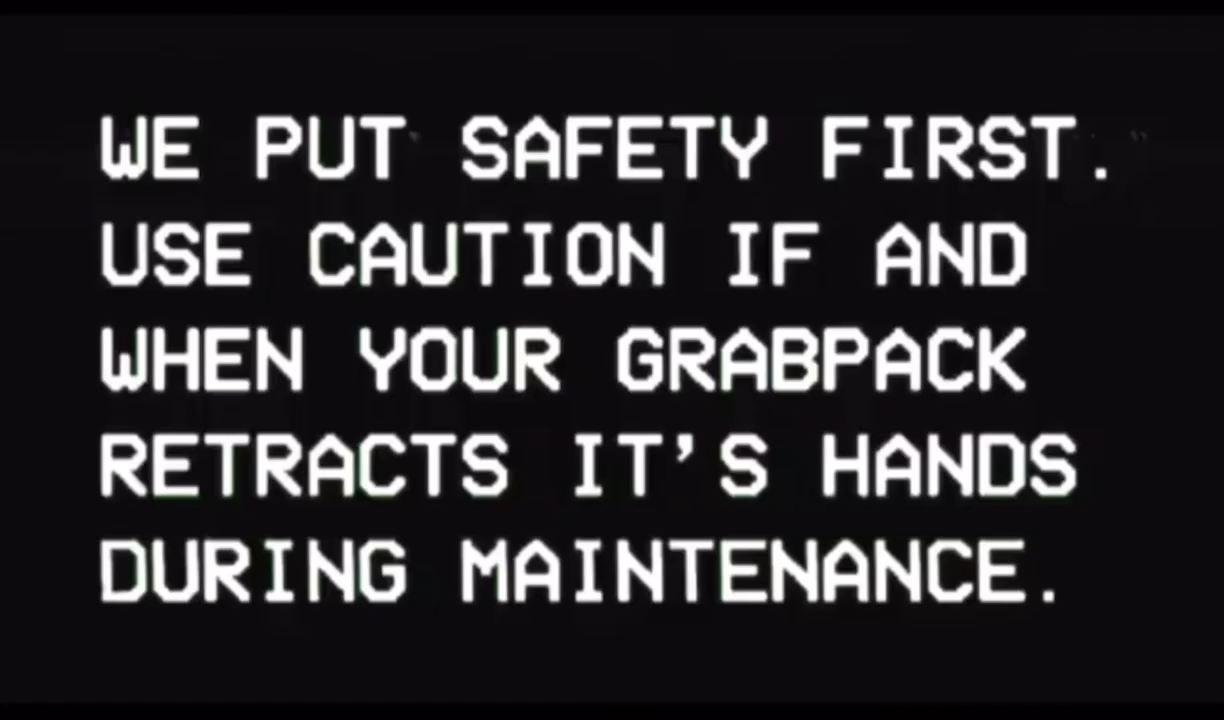 WE PUT SAFETY FIRST.
USE CAUTION IF AND
WHEN YOUR GRABPACK
RETRACTS IT’S HANDS
DURING MAINTENANCE.